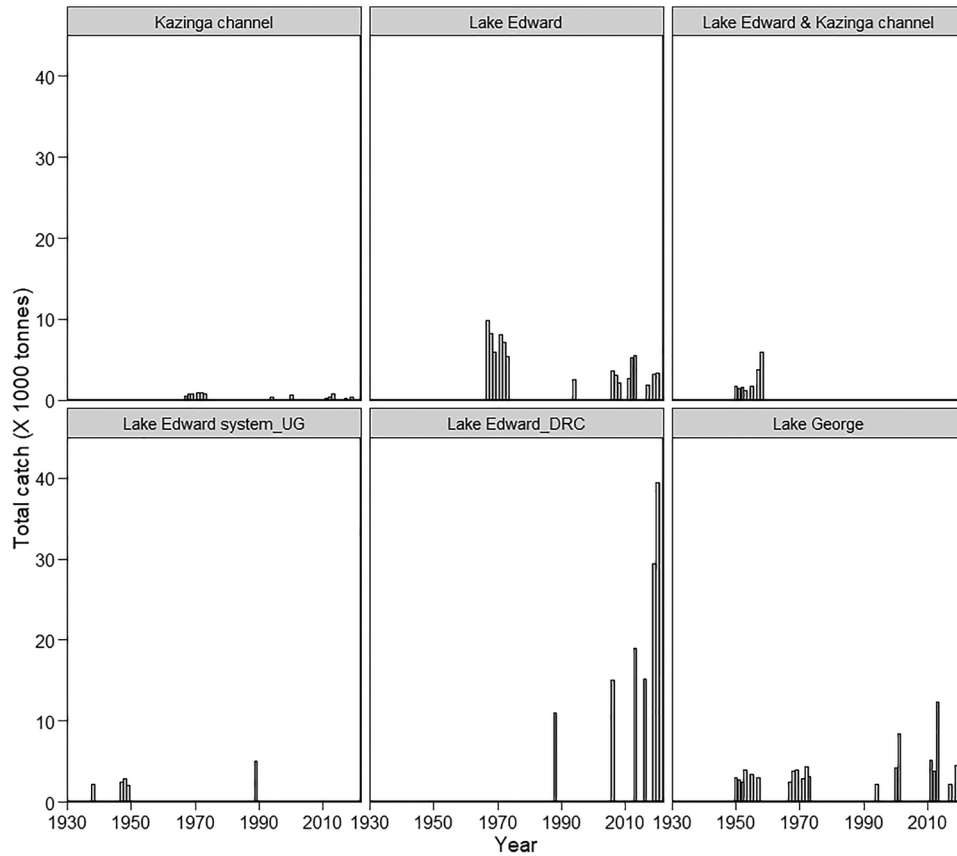 Kazinga channel
Lake Edward
Lake Edward & Kazinga channel
40
30
20
10
0
Lake Edward system_UG
Lake Edward_DRC
Lake George
40
30
20
10
0
1930 1950 1970 1990 2010 1930 1950 1970 1990 2010 1930 1950 1970 1990 2010
Year
Total catch (X 1000 tonnes)